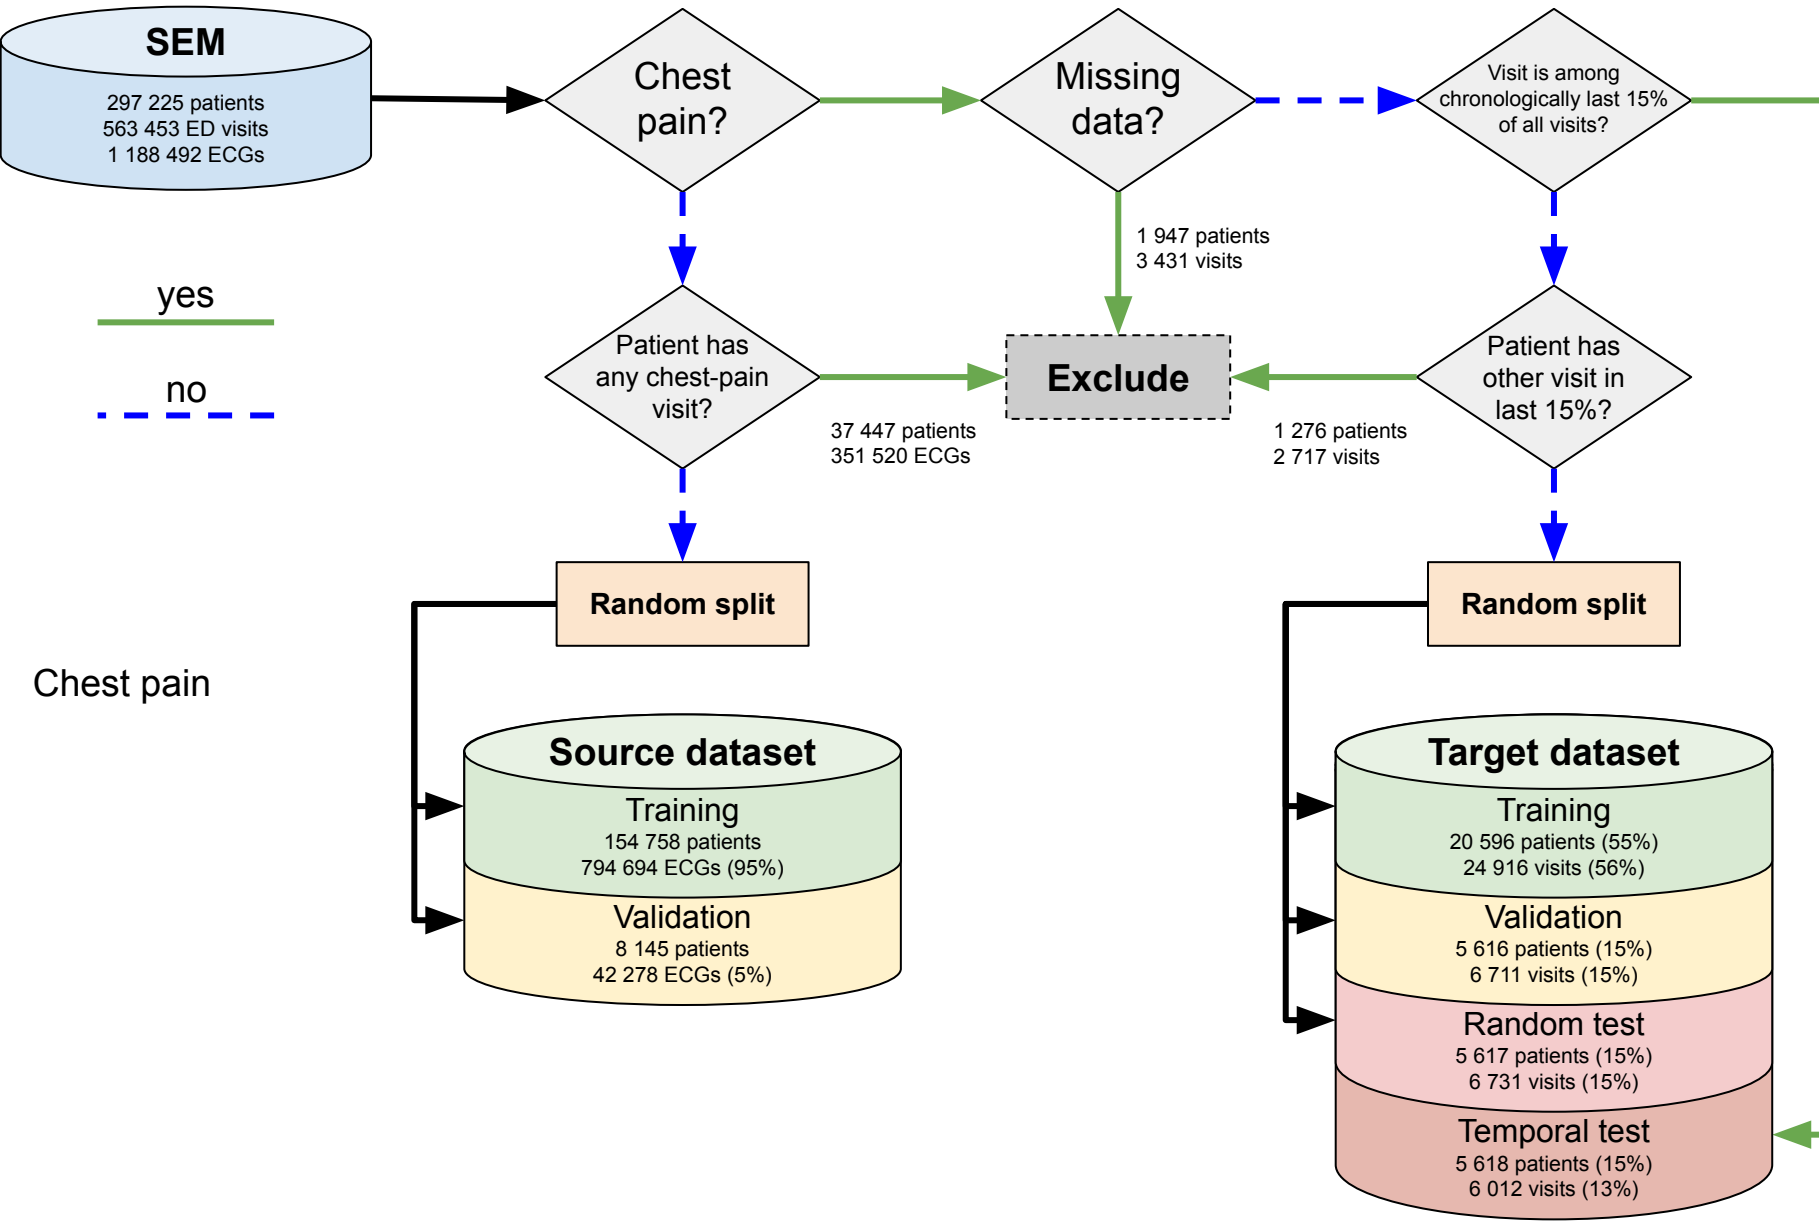 SEM
297 225 patients
563 453 ED visits
1 188 492 ECGs
Chest
pain?
Missing
data?
Visit is among
chronologically last 15%
of all visits?
1 947 patients
3 431 visits
yes
no
Patient has
any chest-pain
visit?
Exclude
Patient has
other visit in
last 15%?
37 447 patients
351 520 ECGs
1 276 patients
2 717 visits
Random split
Random split
Chest pain
Source dataset
Training
154 758 patients
794 694 ECGs (95%)
Validation
8 145 patients
42 278 ECGs (5%)
Target dataset
Training
20 596 patients (55%)
24 916 visits (56%)
Validation
5 616 patients (15%)
6 711 visits (15%)
Random test
5 617 patients (15%)
6 731 visits (15%)
Temporal test
5 618 patients (15%)
6 012 visits (13%)